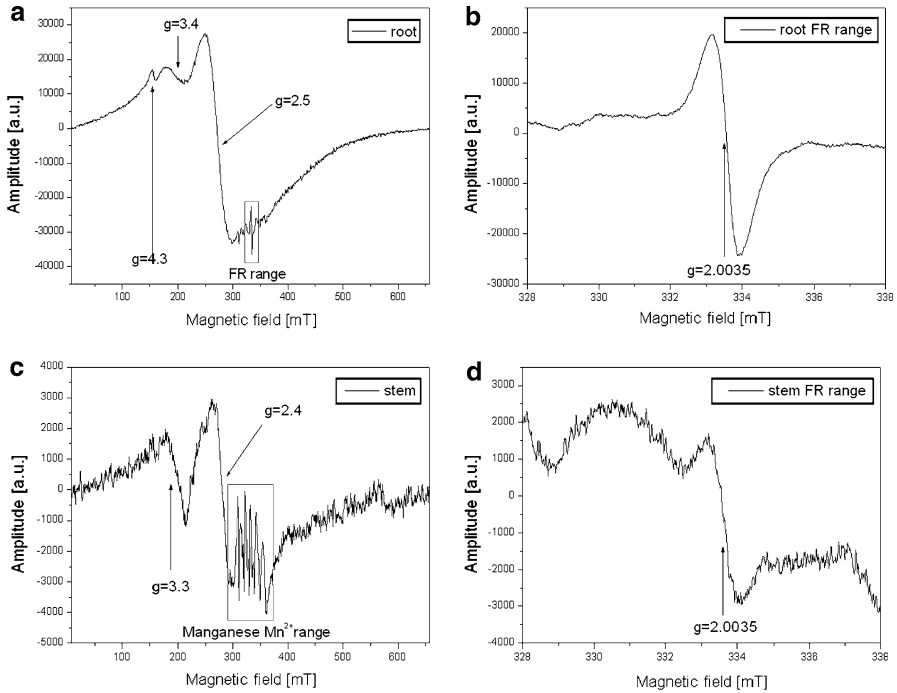 a
30000
20000
10000
0
-10000
-20000
-30000
-40000
Amplitude [a.u.]
g=3.4
root
g=2.5
g=4.3
FR range
100 200 300 400 500 600
Magnetic field [mT]
b
20000
10000
0
-10000
-20000
-30000
Amplitude [a.u.]
root FR range
g=2.0035
328 330 332 334 336 338
Magnetic field [mT]
c
4000
3000
2000
1000
0
-1000
-2000
-3000
-4000
-5000
Amplitude [a.u.]
stem
g=2.4
g=3.3
Manganese Mn²⁺range
100 200 300 400 500 600
Magnetic field [mT]
d
3000
2000
1000
0
-1000
-2000
-3000
-4000
Amplitude [a.u.]
stem FR range
g=2.0035
328 330 332 334 336 338
Magnetic field [mT]